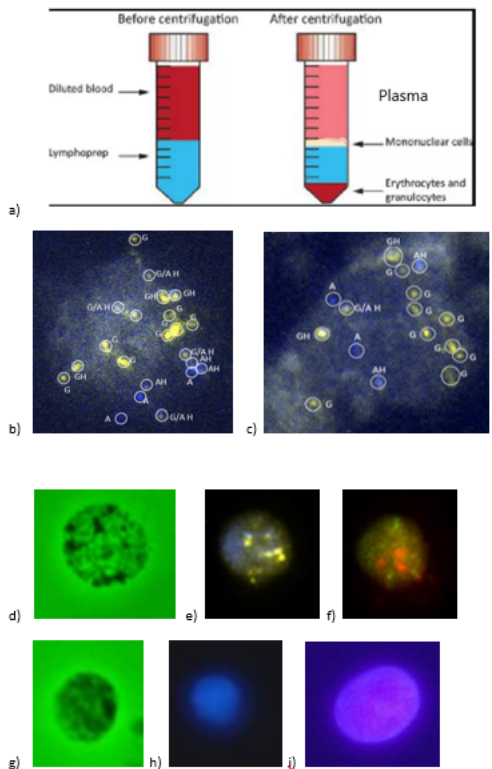 Before centrifugation After centrifugation
Diluted blood
Plasma
Lymphoprep
Mononuclear cells
Erythrocytes and
granulocytes
a)
G
G/A H
GH GH
G/A H
G
G
G
G
G
G/A H
GH
AH
AH
A
G
AH
A
A
G/A H
b)
GH
AH
G
A
G
G/A H
G
G
GH
G
G
A
G
AH
G
G
c)
d)
e)
f)
g)
h)
i)